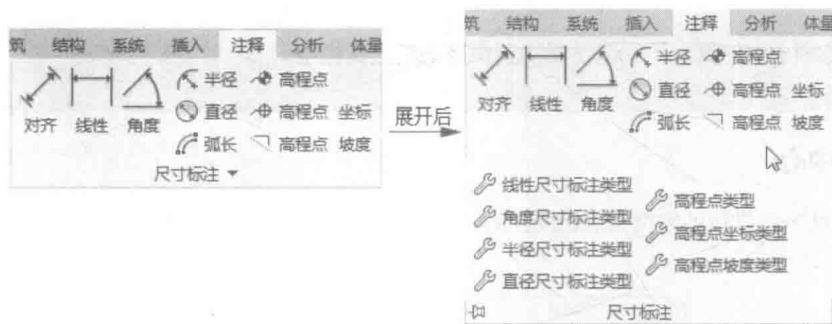 筑 结构 系统 插入 注释 分析 体量
对齐 线性 角度
半径 高程点
直径 高程点 坐标
弧长 高程点 坡度
尺寸标注
展开后
筑 结构 系统 插入 注释 分析 体量
对齐 线性 角度
半径 高程点
直径 高程点 坐标
弧长 高程点 坡度
线性尺寸标注类型
角度尺寸标注类型
半径尺寸标注类型
直径尺寸标注类型
高程点类型
高程点坐标类型
高程点坡度类型
尺寸标注